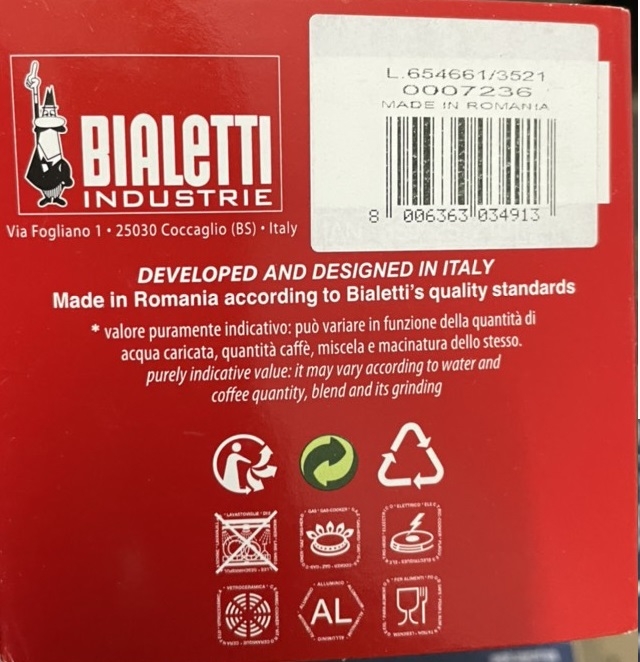 BIALETTI
INDUSTRIE
Via Fogliano 1 • 25030 Coccaglio (BS) • Italy
L.654661/3521
0007236
MADE IN ROMANIA
8 006363 034913
DEVELOPED AND DESIGNED IN ITALY
Made in Romania according to Bialetti's quality standards
* valore puramente indicativo: può variare in funzione della quantità di
acqua caricata, quantità caffè, miscela e macinatura dello stesso.
purely indicative value: it may vary according to water and
coffee quantity, blend and its grinding
AL